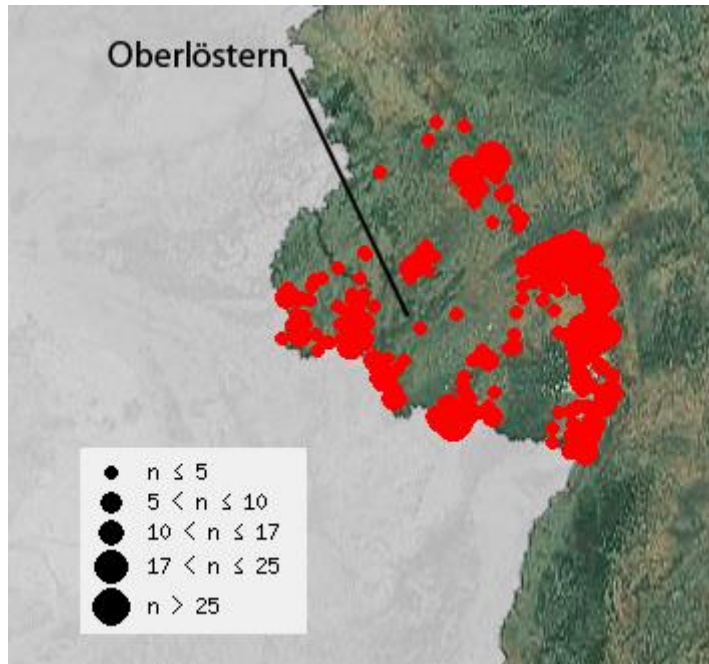 Oberlöstern
n ≤ 5
5 < n ≤ 10
10 < n ≤ 17
17 < n ≤ 25
n > 25